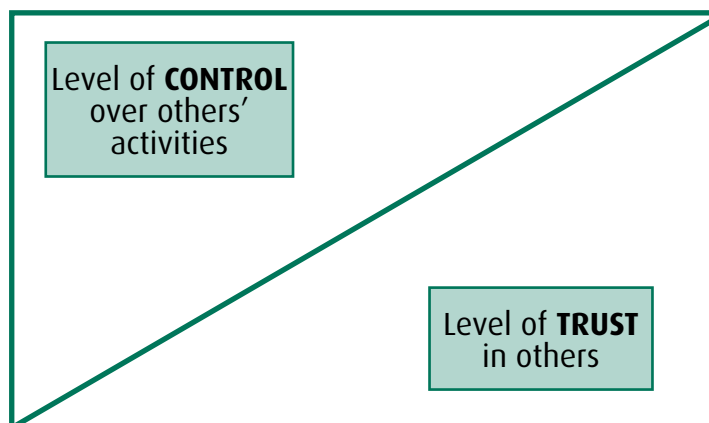 Level of CONTROL
over others’
activities
Level of TRUST
in others